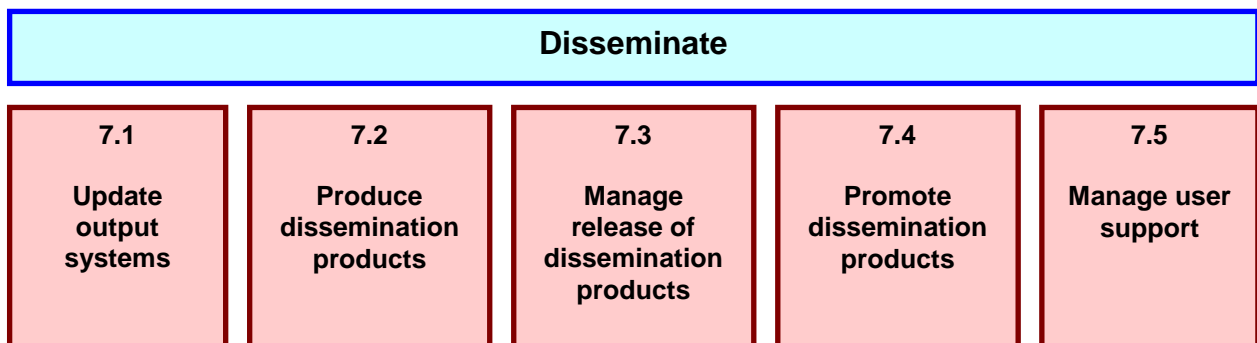 Disseminate
7.1
Update
output
systems
7.2
Produce
dissemination
products
7.3
Manage
release of
dissemination
products
7.4
Promote
dissemination
products
7.5
Manage user
support